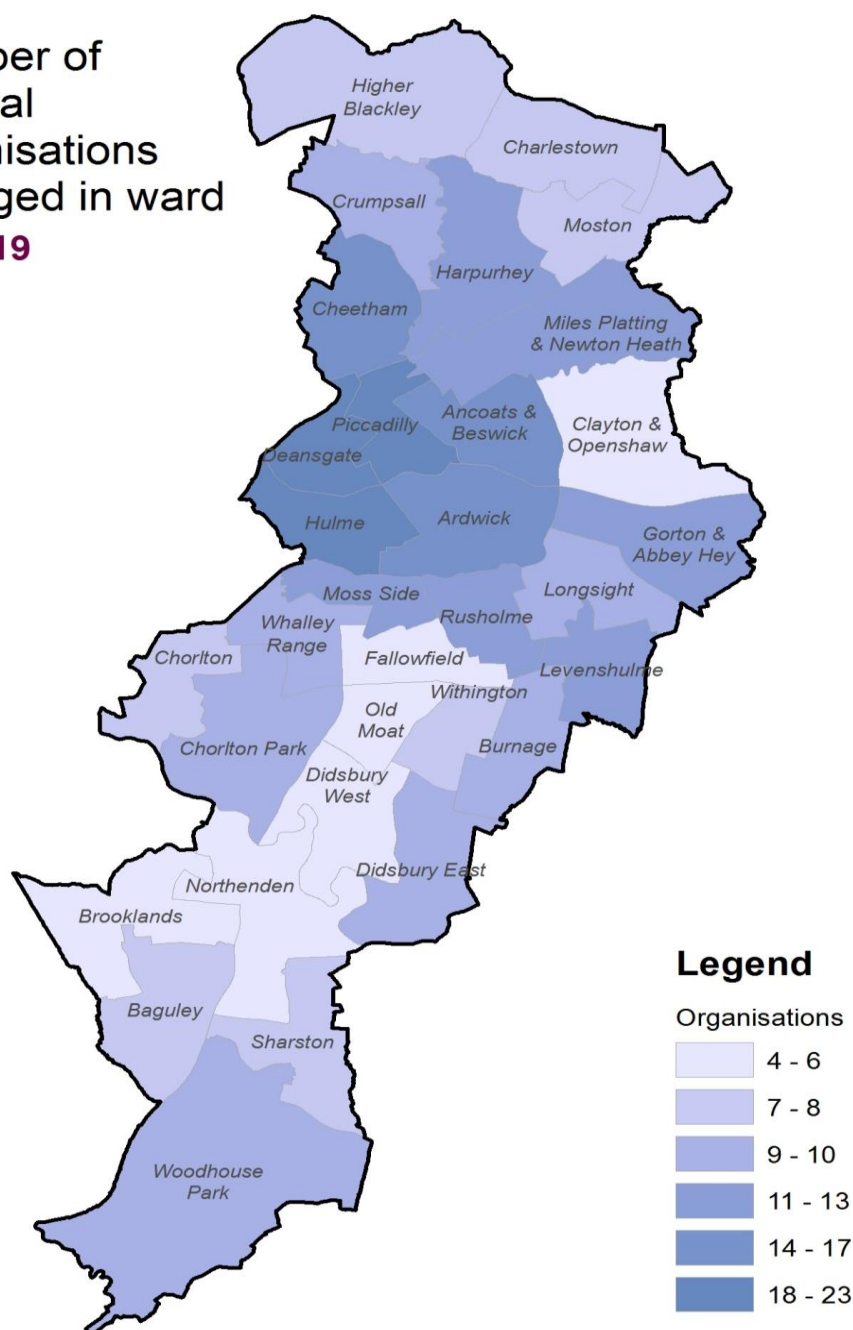 ber of
al
nisations
ged in ward
19
Higher
Blackley
Charlestown
Crumpsall
Moston
Harpurhey
Cheetham
Miles Platting
& Newton Heath
Ancoats &
Beswick
Piccadilly
Clayton &
Openshaw
Deansgate
Hulme
Ardwick
Gorton &
Abbey Hey
Moss Side
Longsight
Rusholme
Whalley
Range
Chorlton
Fallowfield
Levenshulme
Withington
Old
Moat
Chorlton Park
Burnage
Didsbury
West
Didsbury East
Northenden
Brooklands
Baguley
Sharston
Woodhouse
Park
Legend
Organisations
4 - 6
7 - 8
9 - 10
11 - 13
14 - 17
18 - 23